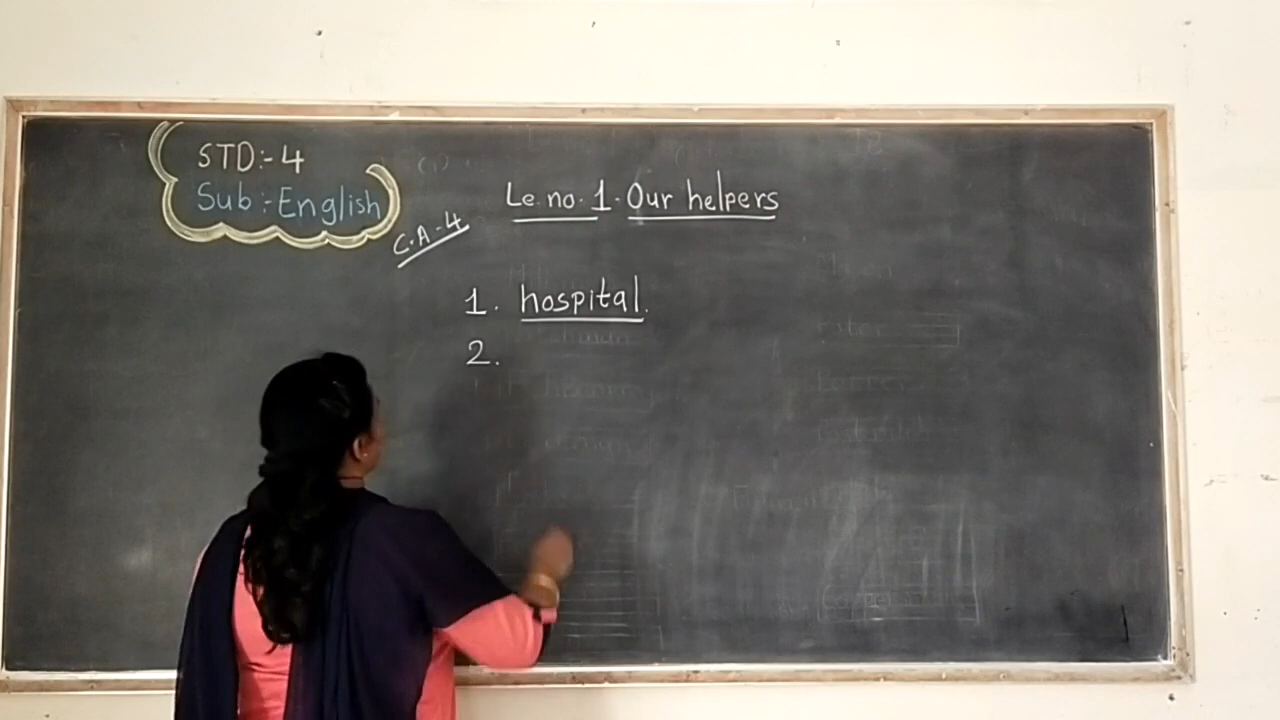 STD:- 4
Sub :- English
C.A - 4
Le. no. 1. Our helpers
1. hospital.
2.